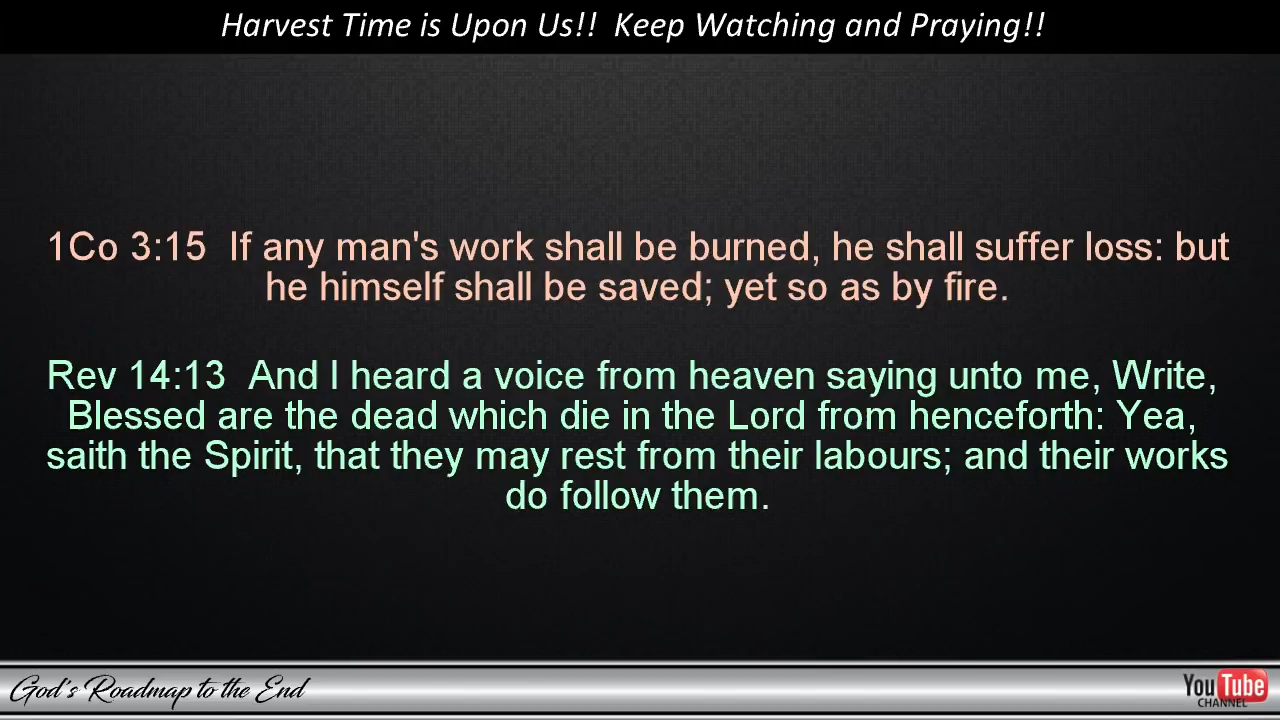 Harvest Time is Upon Us!!  Keep Watching and Praying!!
1Co 3:15  If any man's work shall be burned, he shall suffer loss: but
he himself shall be saved; yet so as by fire.
Rev 14:13  And I heard a voice from heaven saying unto me, Write,
Blessed are the dead which die in the Lord from henceforth: Yea,
saith the Spirit, that they may rest from their labours; and their works
do follow them.
God's Roadmap to the End
YouTube
CHANNEL